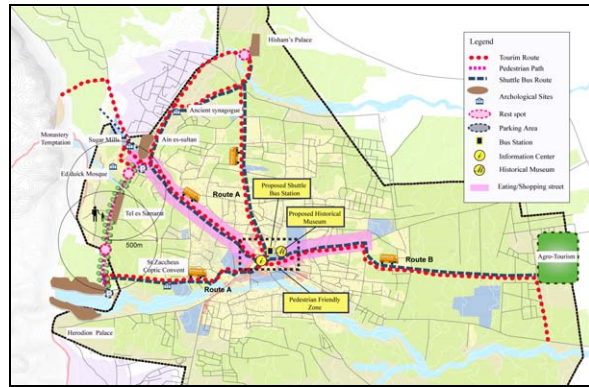 Hisham's Palace
Legend
Tourim Route
Pedestrian Path
Shuttle Bus Route
Archological Sites
Rest spot
Parking Area
Bus Station
Information Center
Historical Museum
Eating/Shopping street
Ancient synagogue
Monastery
Temptation
Sugar Mills
Ain es-sultan
Ed duick Mosque
Route A
Proposed Shuttle
Bus Station
Tel es Samarat
Proposed Historical
Museum
500m
St.Zaccheus
Coptic Convent
Route A
Route B
Agro-Tourism
Pedestrian Friendly
Zone
Herodion Palace